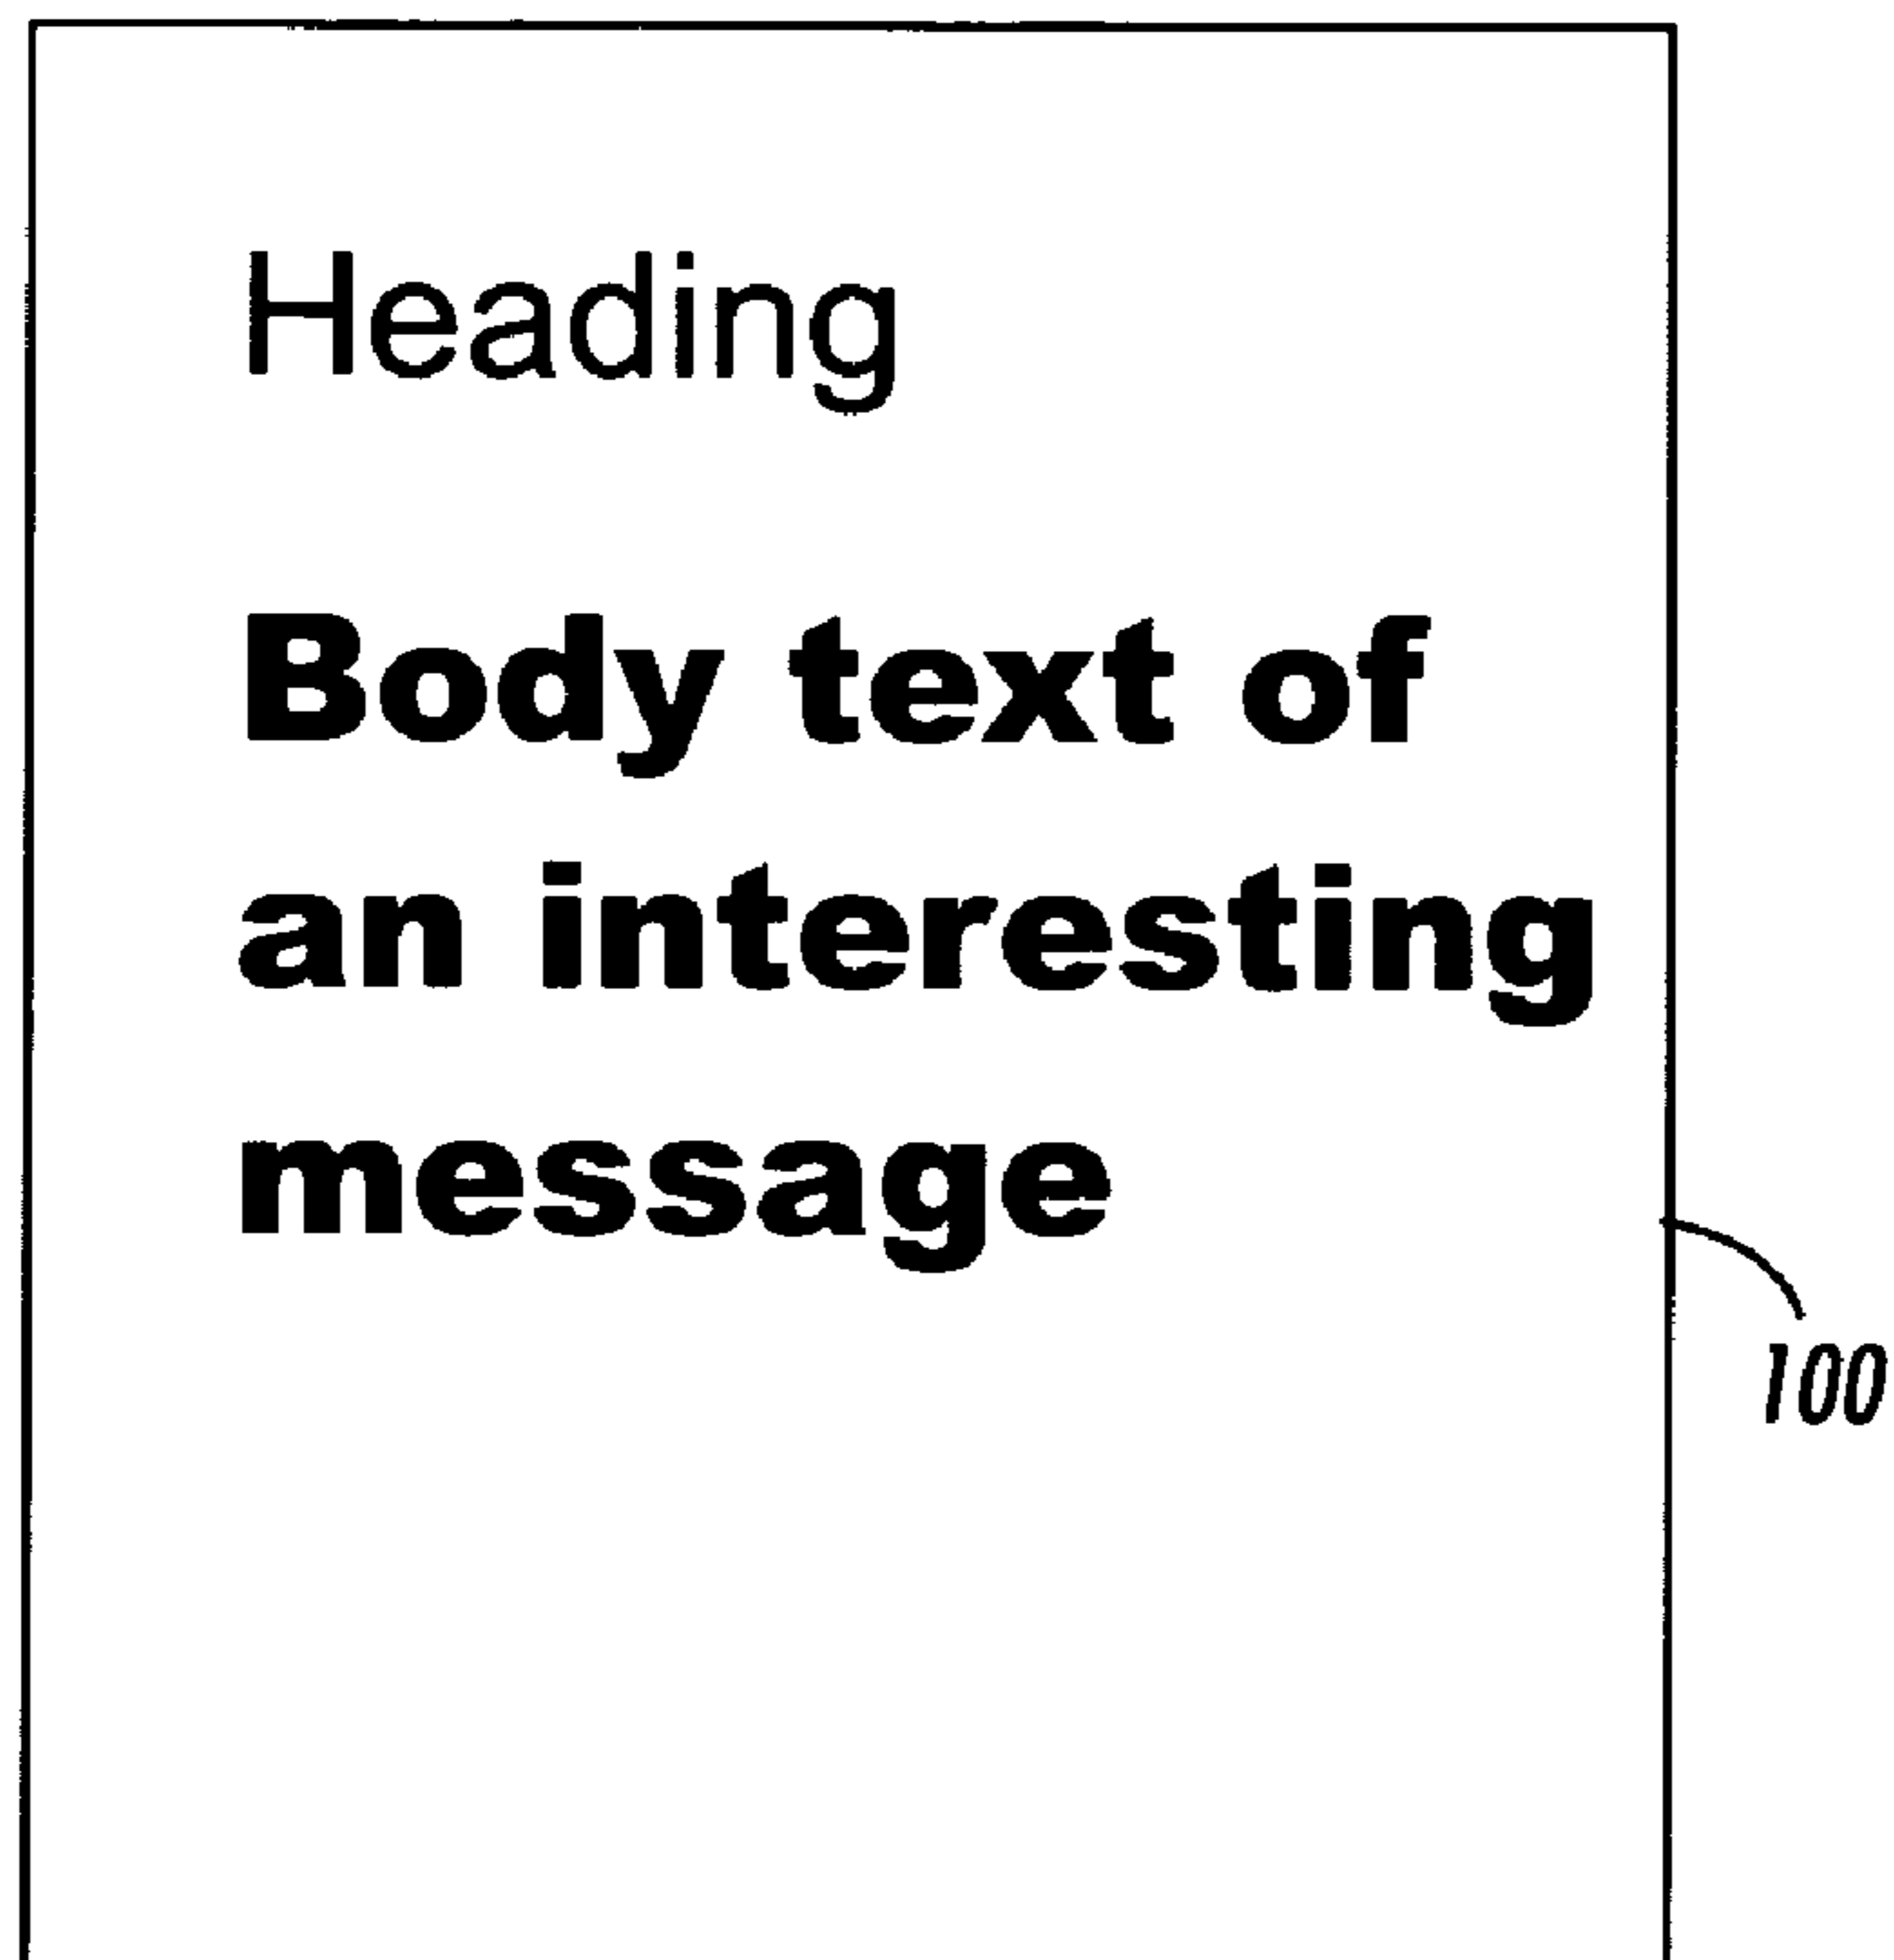 Heading
Body text of
an interesting
message
100